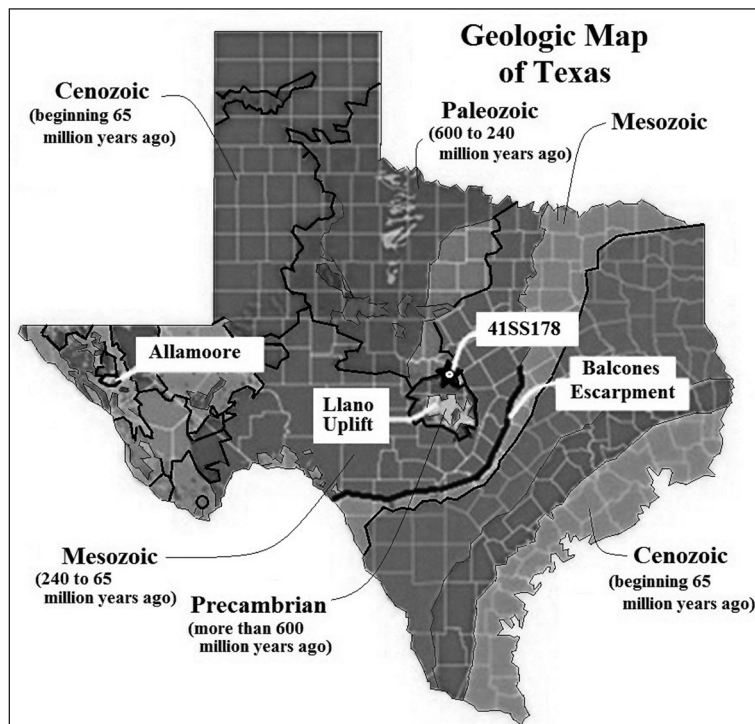 Geologic Map
of Texas
Cenozoic
(beginning 65
million years ago)
Paleozoic
(600 to 240
million years ago)
Mesozoic
Allamoore
41SS178
Llano
Uplift
Balcones
Escarpment
Mesozoic
(240 to 65
million years ago)
Precambrian
(more than 600
million years ago)
Cenozoic
(beginning 65
million years ago)